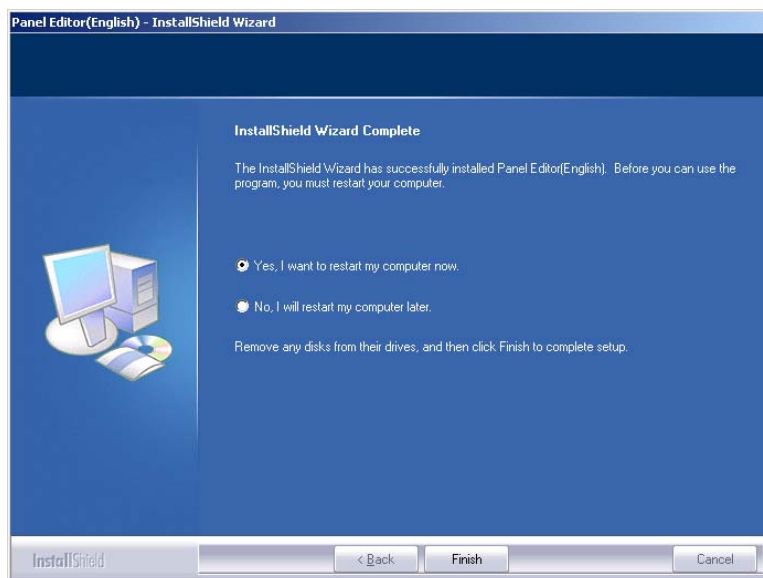 Panel Editor(English) - InstallShield Wizard
InstallShield Wizard Complete
The InstallShield Wizard has successfully installed Panel Editor(English). Before you can use the
program, you must restart your computer.
Yes, I want to restart my computer now.
No, I will restart my computer later.
Remove any disks from their drives, and then click Finish to complete setup.
InstallShield
< Back
Finish
Cancel